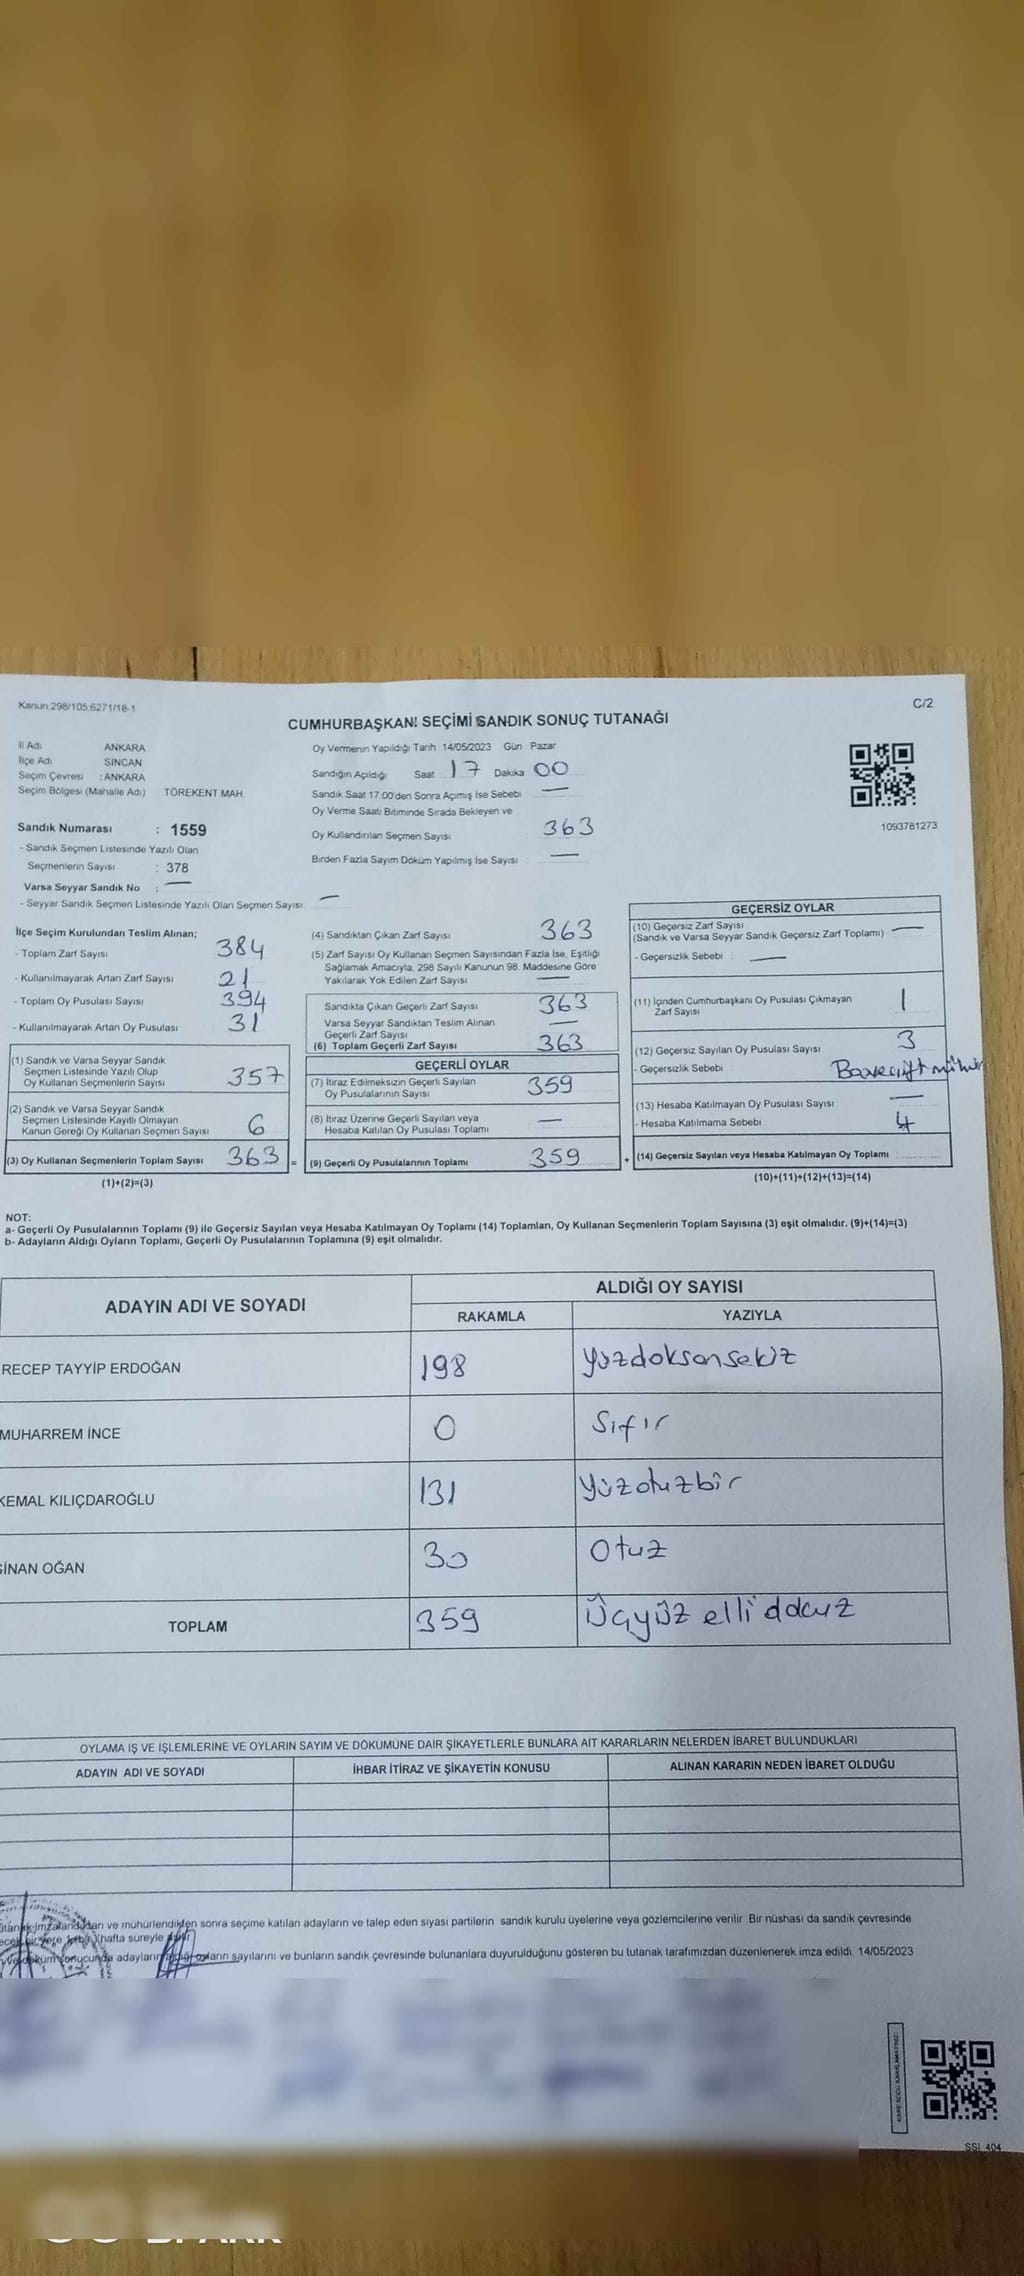 Kanun 298/105,6271/18-1
C/2
CUMHURBAŞKANI SEÇİMİ SANDIK SONUÇ TUTANAĞI
İl Adı ANKARA
İlçe Adı SİNCAN
Seçim Çevresi : ANKARA
Seçim Bölgesi (Mahalle Adı) TÖREKENT MAH
Sandık Numarası : 1559
- Sandık Seçmen Listesinde Yazılı Olan
Seçmenlerin Sayısı : 378
Varsa Seyyar Sandık No : —
- Seyyar Sandık Seçmen Listesinde Yazılı Olan Seçmen Sayısı —
Oy Vermenin Yapıldığı Tarih 14/05/2023 Gün Pazar
Sandığın Açıldığı Saat 17 Dakika 00
Sandık Saat 17.00'den Sonra Açımış İse Sebebi —
Oy Verme Saati Bitiminde Sırada Bekleyen ve
Oy Kullandırılan Seçmen Sayısı 363
Birden Fazla Sayım Döküm Yapılmış İse Sayısı —
1093781273
İlçe Seçim Kurulundan Teslim Alınan;
- Toplam Zarf Sayısı 384
- Kullanılmayarak Artan Zarf Sayısı 21
- Toplam Oy Pusulası Sayısı 394
- Kullanılmayarak Artan Oy Pusulası 31
(1) Sandık ve Varsa Seyyar Sandık
Seçmen Listesinde Yazılı Olup
Oy Kullanan Seçmenlerin Sayısı 357
(2) Sandık ve Varsa Seyyar Sandık
Seçmen Listesinde Kayıtlı Olmayan
Kanun Gereği Oy Kullanan Seçmen Sayısı 6
(3) Oy Kullanan Seçmenlerin Toplam Sayısı 363 =
(1)+(2)=(3)
(4) Sandıktan Çıkan Zarf Sayısı 363
(5) Zarf Sayısı Oy Kullanan Seçmen Sayısından Fazla İse, Eşitliği
Sağlamak Amacıyla, 298 Sayılı Kanunun 98. Maddesine Göre
Yakılarak Yok Edilen Zarf Sayısı —
Sandıkta Çıkan Geçerli Zarf Sayısı 363
Varsa Seyyar Sandıktan Teslim Alınan
Geçerli Zarf Sayısı —
(6) Toplam Geçerli Zarf Sayısı 363
GEÇERLİ OYLAR
(7) İtiraz Edilmeksizin Geçerli Sayılan
Oy Pusulalarının Sayısı 359
(8) İtiraz Üzerine Geçerli Sayılan veya
Hesaba Katılan Oy Pusulası Toplamı —
(9) Geçerli Oy Pusulalarının Toplamı 359 +
GEÇERSİZ OYLAR
(10) Geçersiz Zarf Sayısı
(Sandık ve Varsa Seyyar Sandık Geçersiz Zarf Toplamı) —
- Geçersizlik Sebebi : —
(11) İçinden Cumhurbaşkanı Oy Pusulası Çıkmayan
Zarf Sayısı 1
(12) Geçersiz Sayılan Oy Pusulası Sayısı 3
- Geçersizlik Sebebi :
(13) Hesaba Katılmayan Oy Pusulası Sayısı —
- Hesaba Katılmama Sebebi 4
(14) Geçersiz Sayılan veya Hesaba Katılmayan Oy Toplamı :
(10)+(11)+(12)+(13)=(14)
NOT:
a- Geçerli Oy Pusulalarının Toplamı (9) ile Geçersiz Sayılan veya Hesaba Katılmayan Oy Toplamı (14) Toplamları, Oy Kullanan Seçmenlerin Toplam Sayısına (3) eşit olmalıdır. (9)+(14)=(3)
b- Adayların Aldığı Oyların Toplamı, Geçerli Oy Pusulalarının Toplamına (9) eşit olmalıdır.
ADAYIN ADI VE SOYADI
ALDIĞI OY SAYISI
RAKAMLA YAZIYLA
RECEP TAYYİP ERDOĞAN 198 yüzdoksansekiz
MUHARREM İNCE 0 Sıfır
KEMAL KILIÇDAROĞLU 131 yüzotuzbir
SİNAN OĞAN 30 Otuz
TOPLAM 359 Üçyüz elli dokuz
OYLAMA İŞ VE İŞLEMLERİNE VE OYLARIN SAYIM VE DÖKÜMÜNE DAİR ŞİKAYETLERLE BUNLARA AİT KARARLARIN NELERDEN İBARET BULUNDUKLARI
ADAYIN ADI VE SOYADI İHBAR İTİRAZ VE ŞİKAYETİN KONUSU ALINAN KARARIN NEDEN İBARET OLDUĞU
ve mühürlendikten sonra seçime katılan adayların ve talep eden siyasi partilerin sandık kurulu üyelerine veya gözlemcilerine verilir Bir nüshası da sandık çevresinde
hafta süreyle
adayların oyların sayılarını ve bunların sandık çevresinde bulunanlara duyurulduğunu gösteren bu tutanak tarafımızdan düzenlenerek imza edildi 14/05/2023
SSİ 404